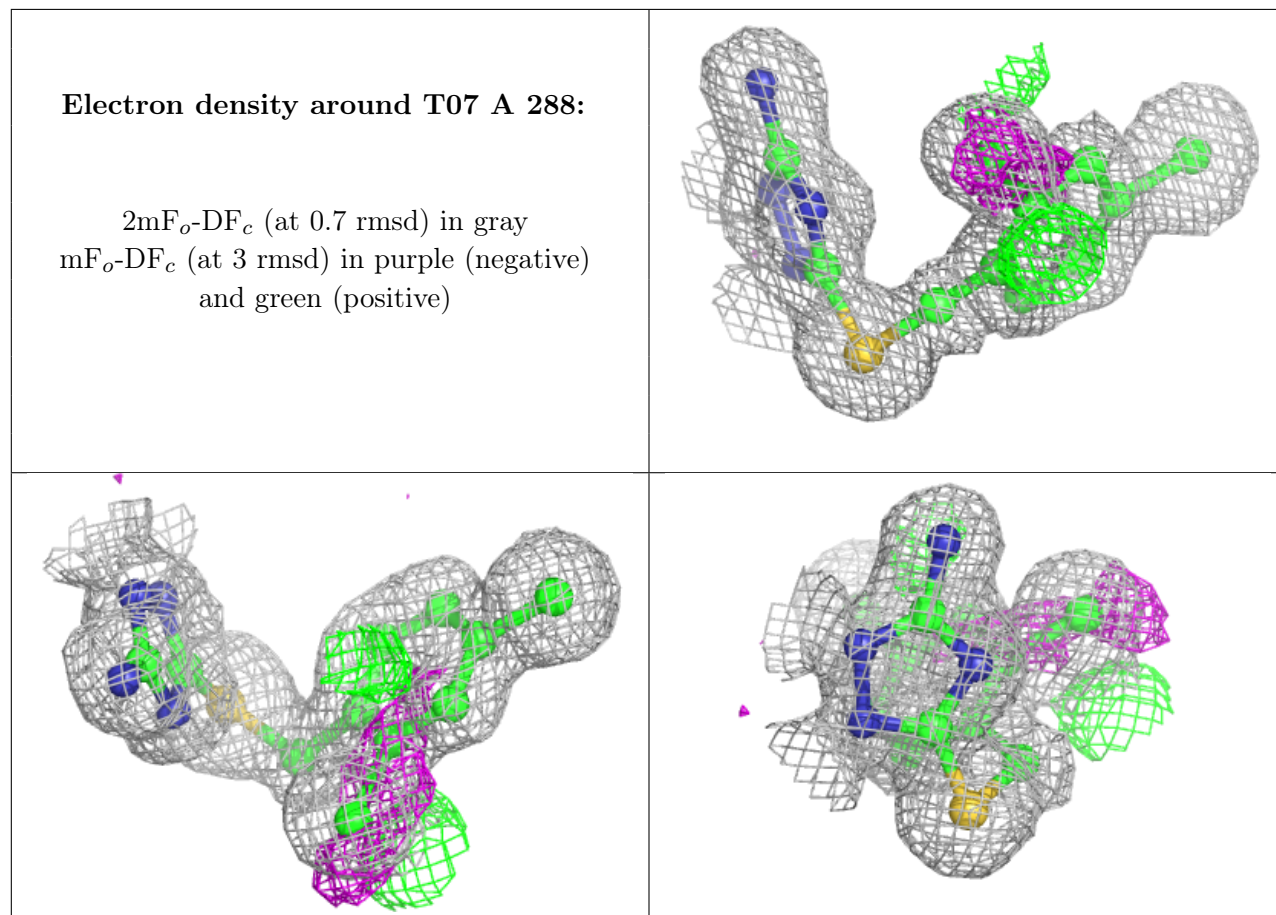 Electron density around T07 A 288:
2mFo-DFc (at 0.7 rmsd) in gray
mFo-DFc (at 3 rmsd) in purple (negative)
and green (positive)